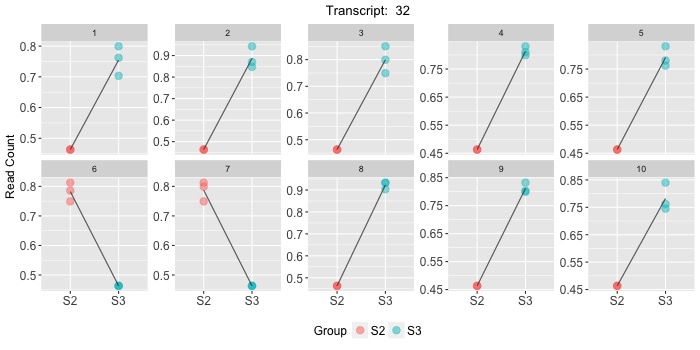 Transcript: 32
1 2 3 4 5
0.8 0.9 0.8 0.75 0.75
0.7 0.8 0.7 0.65 0.65
0.6 0.7 0.6 0.55 0.55
0.5 0.6 0.5 0.45 0.45
0.5
Read Count
6 7 8 9 10
0.8 0.8 0.9 0.85 0.85
0.7 0.7 0.8 0.75 0.75
0.6 0.6 0.7 0.65 0.65
0.5 0.5 0.6 0.55 0.55
0.5 0.45 0.45
S2 S3 S2 S3 S2 S3 S2 S3 S2 S3
Group S2 S3